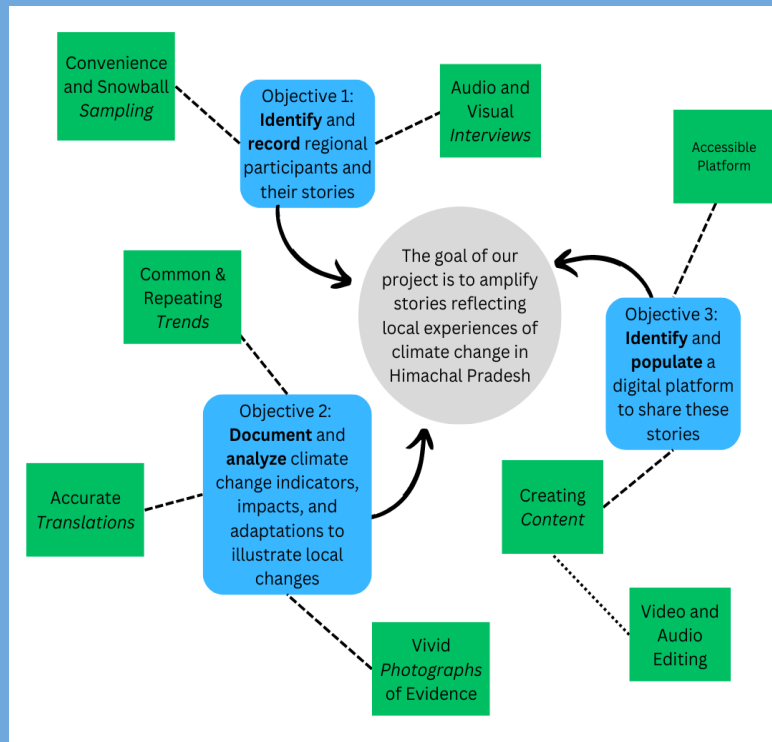 Convenience
and Snowball
Sampling
Objective 1:
Identify and
record regional
participants and
their stories
Audio and
Visual
Interviews
Accessible
Platform
Common &
Repeating
Trends
The goal of our
project is to amplify
stories reflecting
local experiences of
climate change in
Himachal Pradesh
Objective 3:
Identify and
populate a
digital platform
to share these
stories
Objective 2:
Document and
analyze climate
change indicators,
impacts, and
adaptations to
illustrate local
changes
Accurate
Translations
Creating
Content
Vivid
Photographs
of Evidence
Video and
Audio
Editing